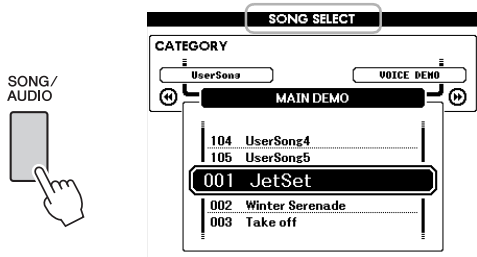 SONG SELECT
CATEGORY
UserSong
VOICE DEMO
MAIN DEMO
SONG/
AUDIO
104 UserSong4
105 UserSong5
001 JetSet
002 Winter Serenade
003 Take off